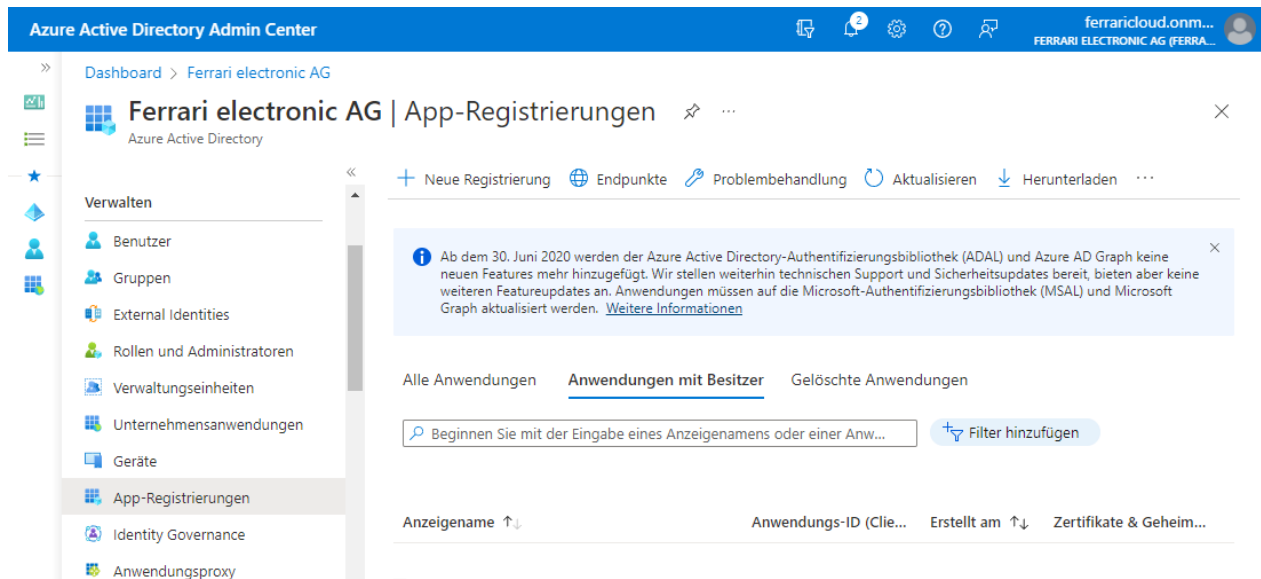 Azure Active Directory Admin Center
2
ferraricloud.onm...
FERRARI ELECTRONIC AG (FERRA...
Dashboard > Ferrari electronic AG
Ferrari electronic AG | App-Registrierungen
Azure Active Directory
Neue Registrierung Endpunkte Problembehandlung Aktualisieren Herunterladen
Verwalten
Benutzer
Gruppen
External Identities
Rollen und Administratoren
Verwaltungseinheiten
Unternehmensanwendungen
Geräte
App-Registrierungen
Identity Governance
Anwendungsproxy
Ab dem 30. Juni 2020 werden der Azure Active Directory-Authentifizierungsbibliothek (ADAL) und Azure AD Graph keine
neuen Features mehr hinzugefügt. Wir stellen weiterhin technischen Support und Sicherheitsupdates bereit, bieten aber keine
weiteren Featureupdates an. Anwendungen müssen auf die Microsoft-Authentifizierungsbibliothek (MSAL) und Microsoft
Graph aktualisiert werden. Weitere Informationen
Alle Anwendungen Anwendungen mit Besitzer Gelöschte Anwendungen
Beginnen Sie mit der Eingabe eines Anzeigenamens oder einer Anw...
Filter hinzufügen
Anzeigename Anwendungs-ID (Clie... Erstellt am Zertifikate & Geheim...